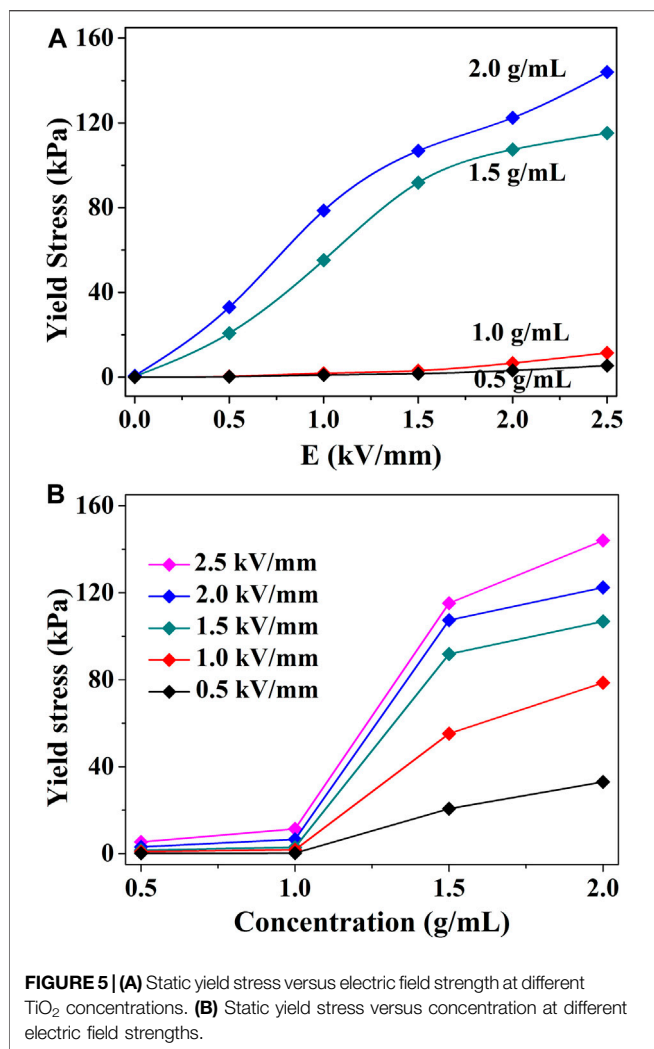 A
160
120
80
40
0
Yield Stress (kPa)
2.0 g/mL
1.5 g/mL
1.0 g/mL
0.5 g/mL
0.0 0.5 1.0 1.5 2.0 2.5
E (kV/mm)
B
160
120
80
40
0
Yield stress (kPa)
2.5 kV/mm
2.0 kV/mm
1.5 kV/mm
1.0 kV/mm
0.5 kV/mm
0.5 1.0 1.5 2.0
Concentration (g/mL)
FIGURE 5 | (A) Static yield stress versus electric field strength at different
TiO₂ concentrations. (B) Static yield stress versus concentration at different
electric field strengths.